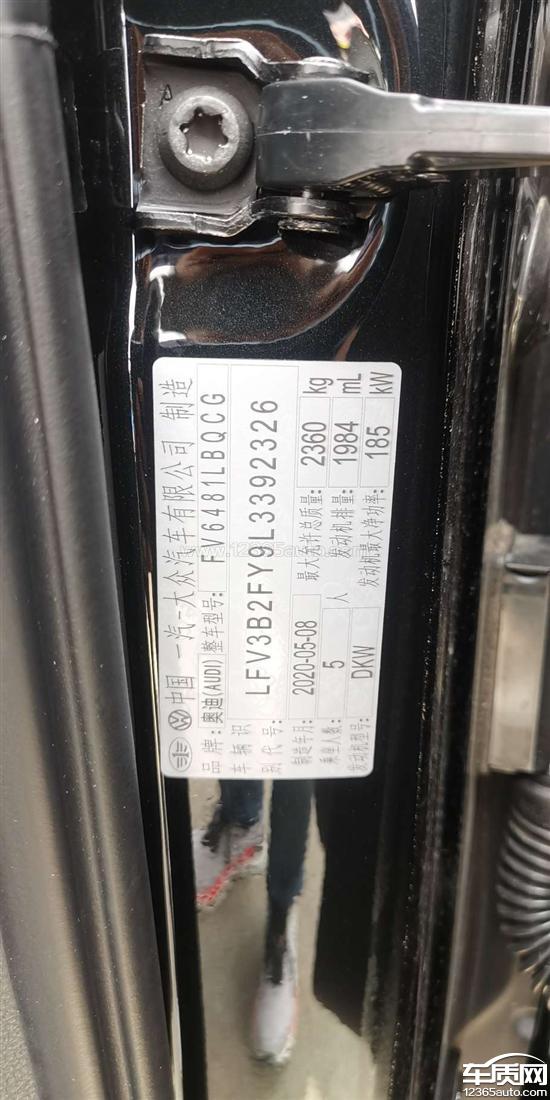 中国 一汽-大众汽车有限公司 制造
品牌:奥迪(AUDI) 整车型号: FV6481LBQCG
车辆识别代号: LFV3B2FY9L3392326
制造年月: 2020-05-08 最大允许总质量: 2360 kg
乘座人数: 5 人 发动机排量: 1984 mL
发动机型号: DKW 发动机最大净功率: 185 kW
www.12365auto.com
车质网
12365auto.com